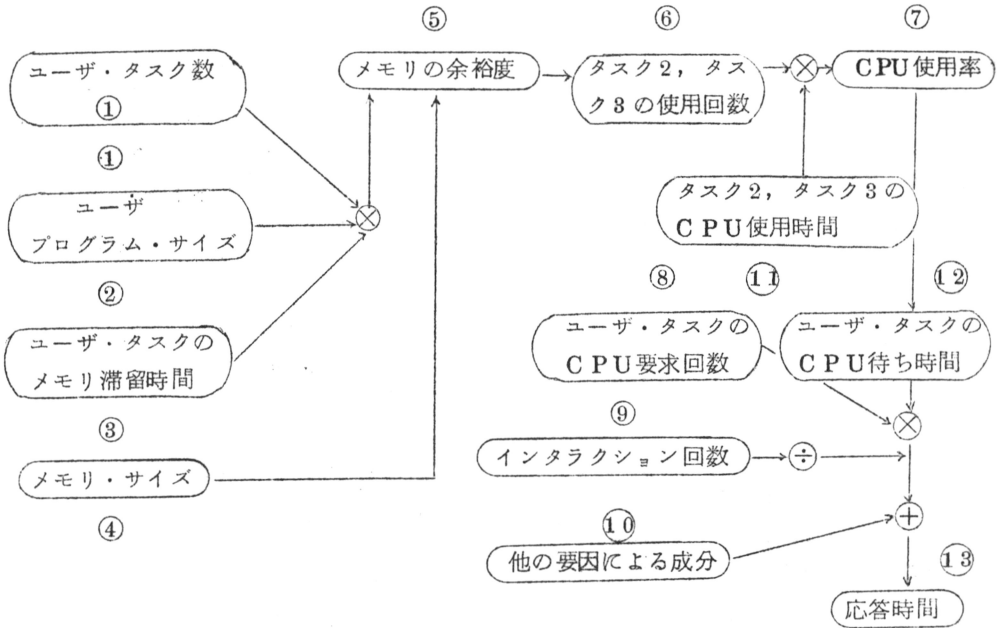 ⑤
⑥
⑦
ユーザ・タスク数
①
メモリの余裕度
タスク2，タス
ク3の使用回数
⊗
CPU使用率
①
ユーザ
プログラム・サイズ
⊗
タスク2，タスク3の
CPU使用時間
②
⑧
⑪
⑫
ユーザ・タスクの
メモリ滞留時間
ユーザ・タスクの
CPU要求回数
ユーザ・タスクの
CPU待ち時間
③
⑨
⊗
メモリ・サイズ
インタラクション回数
÷
④
⑩
+
他の要因による成分
⑬
応答時間